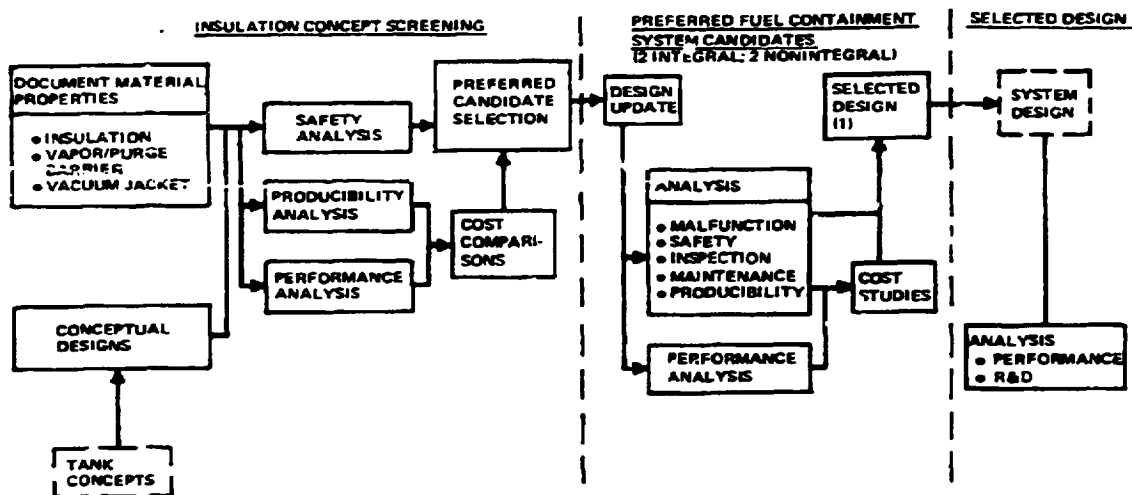 INSULATION CONCEPT SCREENING
DOCUMENT MATERIAL
PROPERTIES
● INSULATION
● VAPOR/PURGE
BARRIER
● VACUUM JACKET
CONCEPTUAL
DESIGNS
TANK
CONCEPTS
SAFETY
ANALYSIS
PRODUCIBILITY
ANALYSIS
PERFORMANCE
ANALYSIS
COST
COMPARI-
SONS
PREFERRED
CANDIDATE
SELECTION
PREFERRED FUEL CONTAINMENT
SYSTEM CANDIDATES
(2 INTEGRAL; 2 NONINTEGRAL)
DESIGN
UPDATE
ANALYSIS
● MALFUNCTION
● SAFETY
● INSPECTION
● MAINTENANCE
● PRODUCIBILITY
PERFORMANCE
ANALYSIS
COST
STUDIES
SELECTED
DESIGN
(1)
SELECTED DESIGN
SYSTEM
DESIGN
ANALYSIS
● PERFORMANCE
● R&D